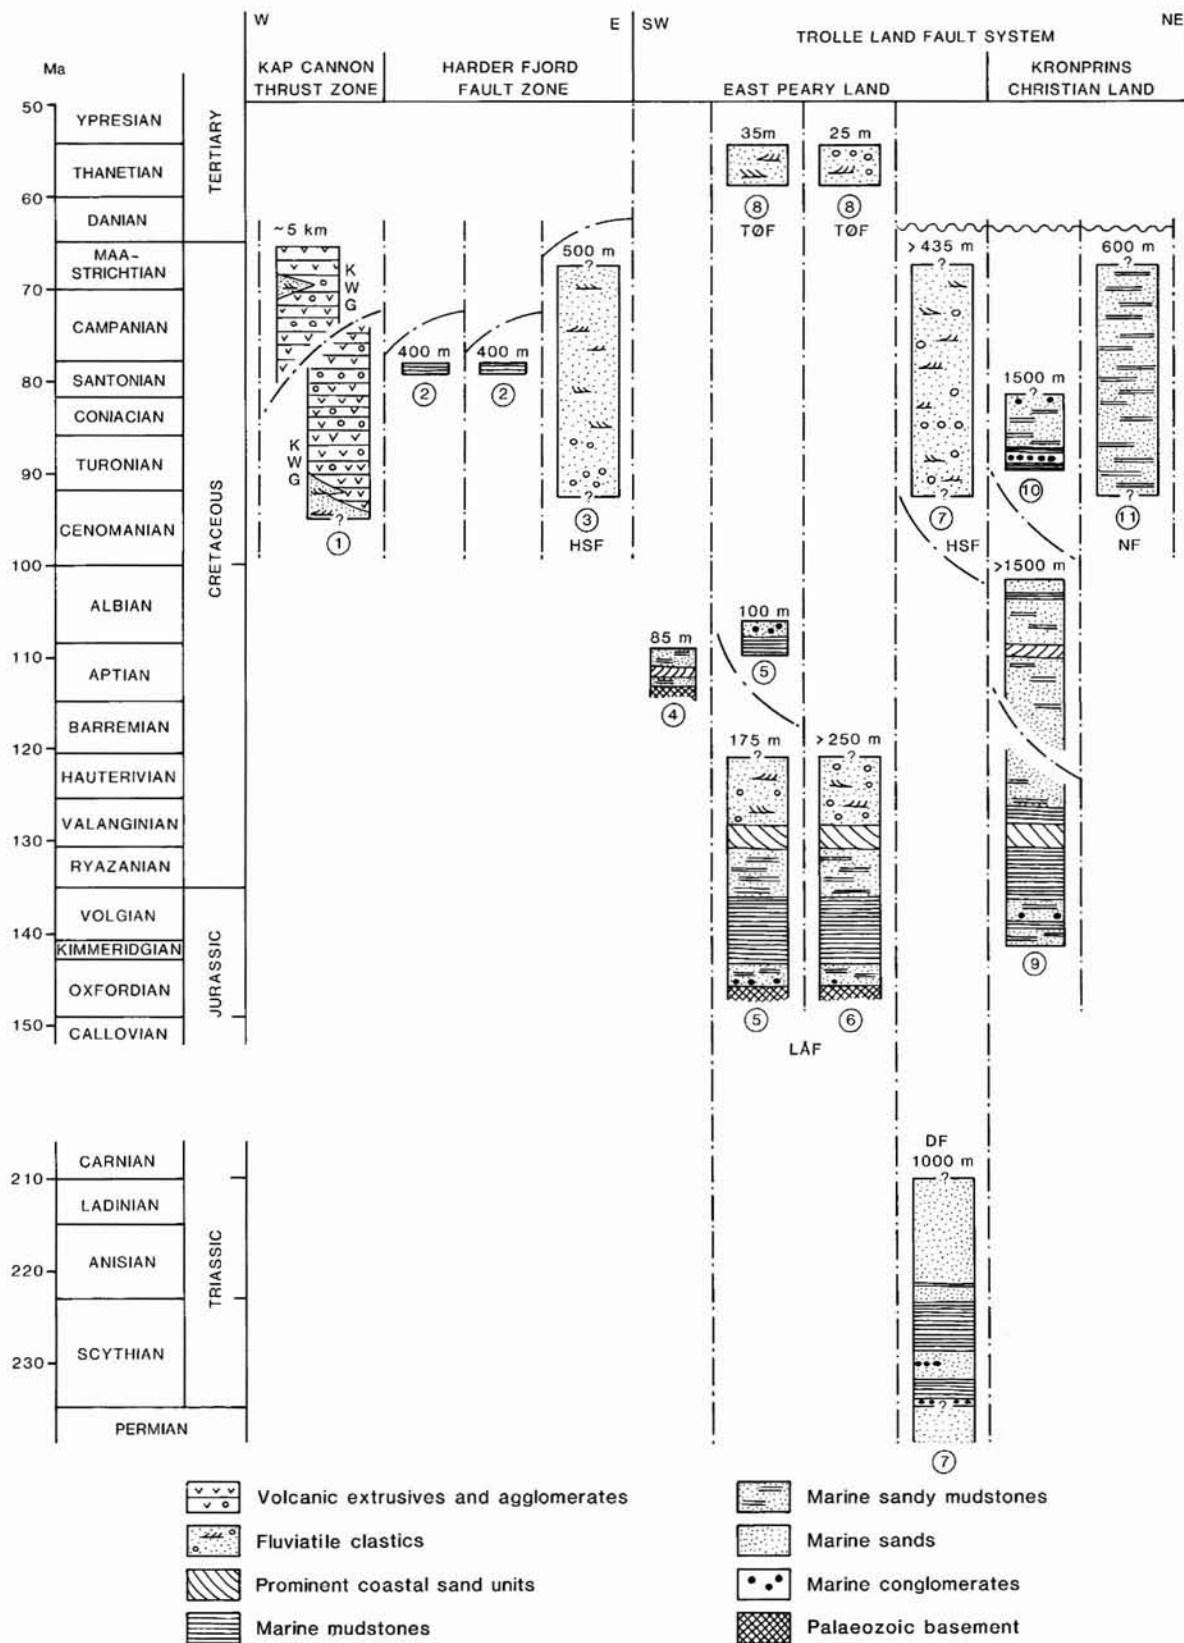 W
E
SW
NE
TROLLE LAND FAULT SYSTEM
Ma
KAP CANNON
THRUST ZONE
HARDER FJORD
FAULT ZONE
EAST PEARY LAND
KRONPRINS
CHRISTIAN LAND
50
60
70
80
90
100
110
120
130
140
150
210
220
230
YPRESIAN
THANETIAN
DANIAN
MAA-
STRICHTIAN
CAMPANIAN
SANTONIAN
CONIACIAN
TURONIAN
CENOMANIAN
ALBIAN
APTIAN
BARREMIAN
HAUTERIVIAN
VALANGINIAN
RYAZANIAN
VOLGIAN
KIMMERIDGIAN
OXFORDIAN
CALLOVIAN
CARNIAN
LADINIAN
ANISIAN
SCYTHIAN
PERMIAN
TERTIARY
CRETACEOUS
JURASSIC
TRIASSIC
~5 km
KWG
KWG
?
1
400 m
2
400 m
2
500 m
?
?
3
HSF
85 m
4
35m
8
TØF
25 m
8
TØF
100 m
5
175 m
?
5
>250 m
?
6
LÅF
>435 m
?
?
7
HSF
DF
1000 m
?
?
7
1500 m
10
>1500 m
9
600 m
?
?
11
NF
Volcanic extrusives and agglomerates
Fluviatile clastics
Prominent coastal sand units
Marine mudstones
Marine sandy mudstones
Marine sands
Marine conglomerates
Palaeozoic basement